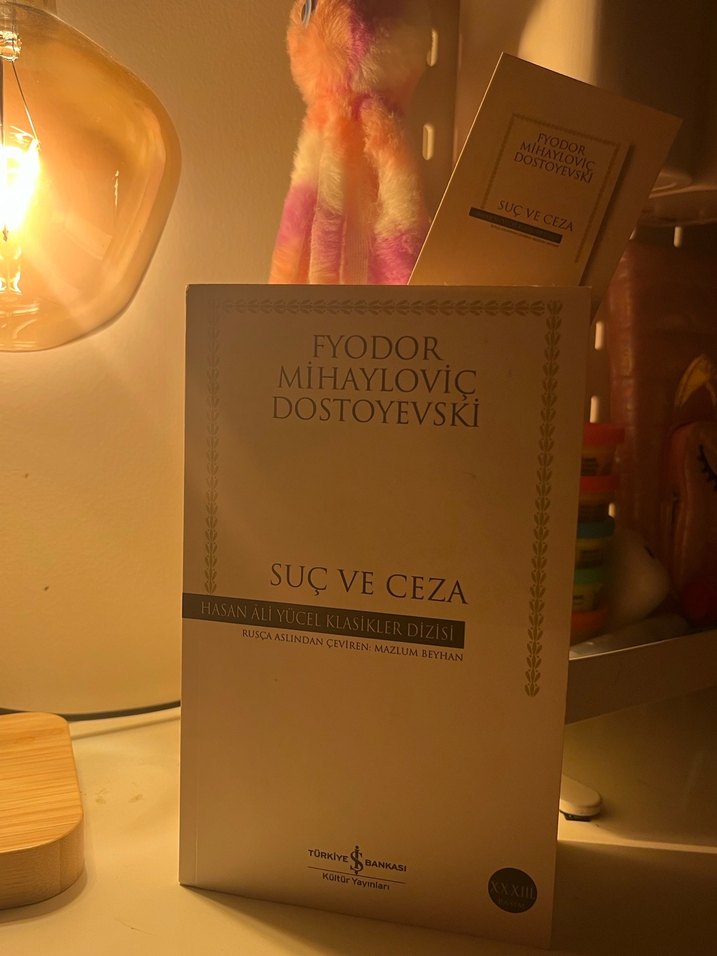 FYODOR
MİHAYLOVİÇ
DOSTOYEVSKİ
SUÇ VE CEZA
FYODOR
MİHAYLOVİÇ
DOSTOYEVSKİ
SUÇ VE CEZA
HASAN ÂLİ YÜCEL KLASİKLER DİZİSİ
RUSÇA ASLINDAN ÇEVİREN: MAZLUM BEYHAN
TÜRKİYE İŞ BANKASI
Kültür Yayınları
XXXIII